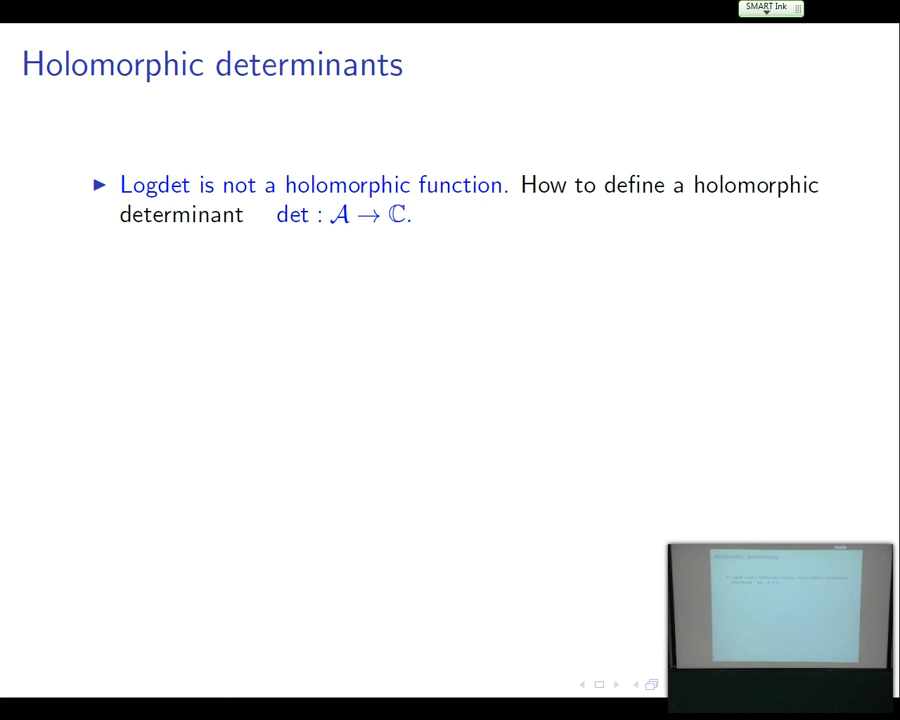 SMART Ink
Holomorphic determinants
► Logdet is not a holomorphic function. How to define a holomorphic
determinant det : 𝒜 → ℂ.